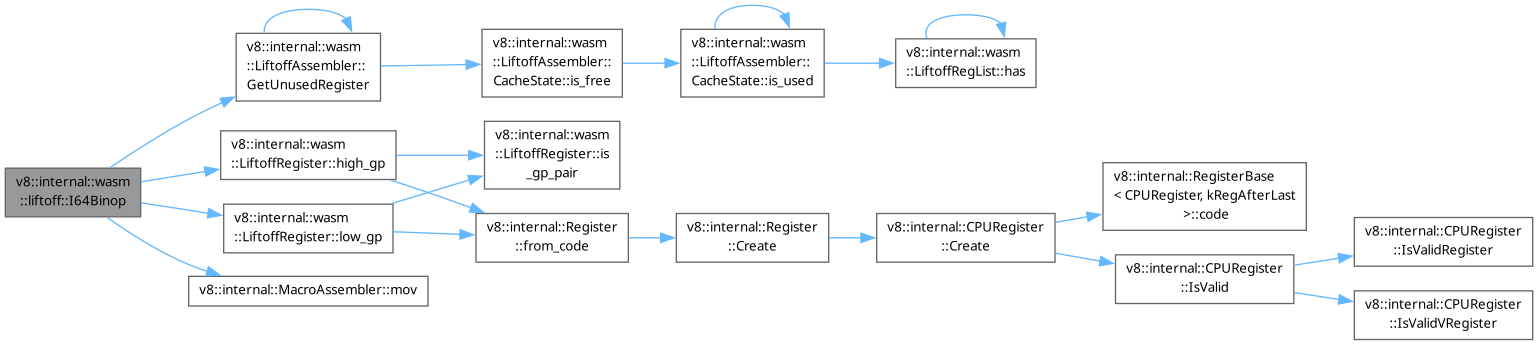 v8::internal::wasm
::liftoff::I64Binop
v8::internal::wasm
::LiftoffAssembler::
GetUnusedRegister
v8::internal::wasm
::LiftoffAssembler::
CacheState::is_free
v8::internal::wasm
::LiftoffAssembler::
CacheState::is_used
v8::internal::wasm
::LiftoffRegList::has
v8::internal::wasm
::LiftoffRegister::high_gp
v8::internal::wasm
::LiftoffRegister::is
_gp_pair
v8::internal::wasm
::LiftoffRegister::low_gp
v8::internal::Register
::from_code
v8::internal::Register
::Create
v8::internal::CPURegister
::Create
v8::internal::RegisterBase
< CPURegister, kRegAfterLast
>::code
v8::internal::CPURegister
::IsValid
v8::internal::CPURegister
::IsValidRegister
v8::internal::CPURegister
::IsValidVRegister
v8::internal::MacroAssembler::mov